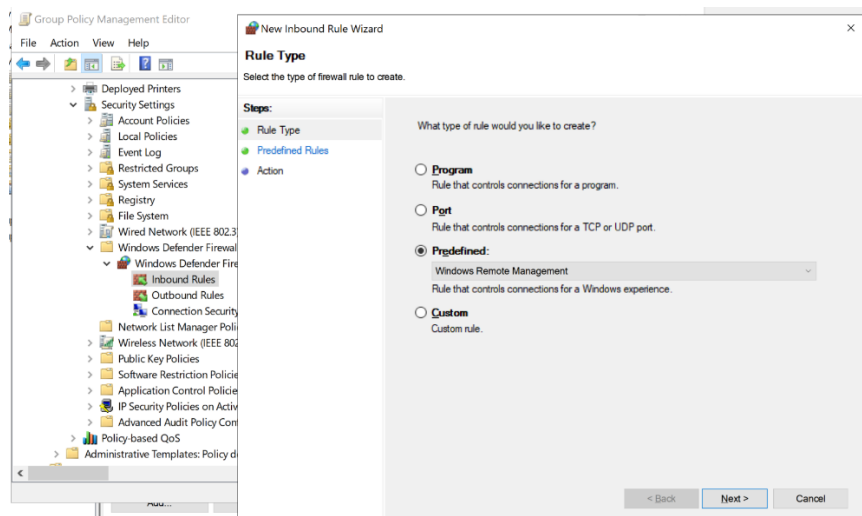 Group Policy Management Editor
File Action View Help
Deployed Printers
Security Settings
Account Policies
Local Policies
Event Log
Restricted Groups
System Services
Registry
File System
Wired Network (IEEE 802.3
Windows Defender Firewal
Windows Defender Fire
Inbound Rules
Outbound Rules
Connection Security
Network List Manager Poli
Wireless Network (IEEE 802
Public Key Policies
Software Restriction Policie
Application Control Policie
IP Security Policies on Activ
Advanced Audit Policy Con
Policy-based QoS
Administrative Templates: Policy d
New Inbound Rule Wizard
Rule Type
Select the type of firewall rule to create.
Steps:
Rule Type
Predefined Rules
Action
What type of rule would you like to create?
Program
Rule that controls connections for a program.
Port
Rule that controls connections for a TCP or UDP port.
Predefined:
Windows Remote Management
Rule that controls connections for a Windows experience.
Custom
Custom rule.
< Back Next > Cancel